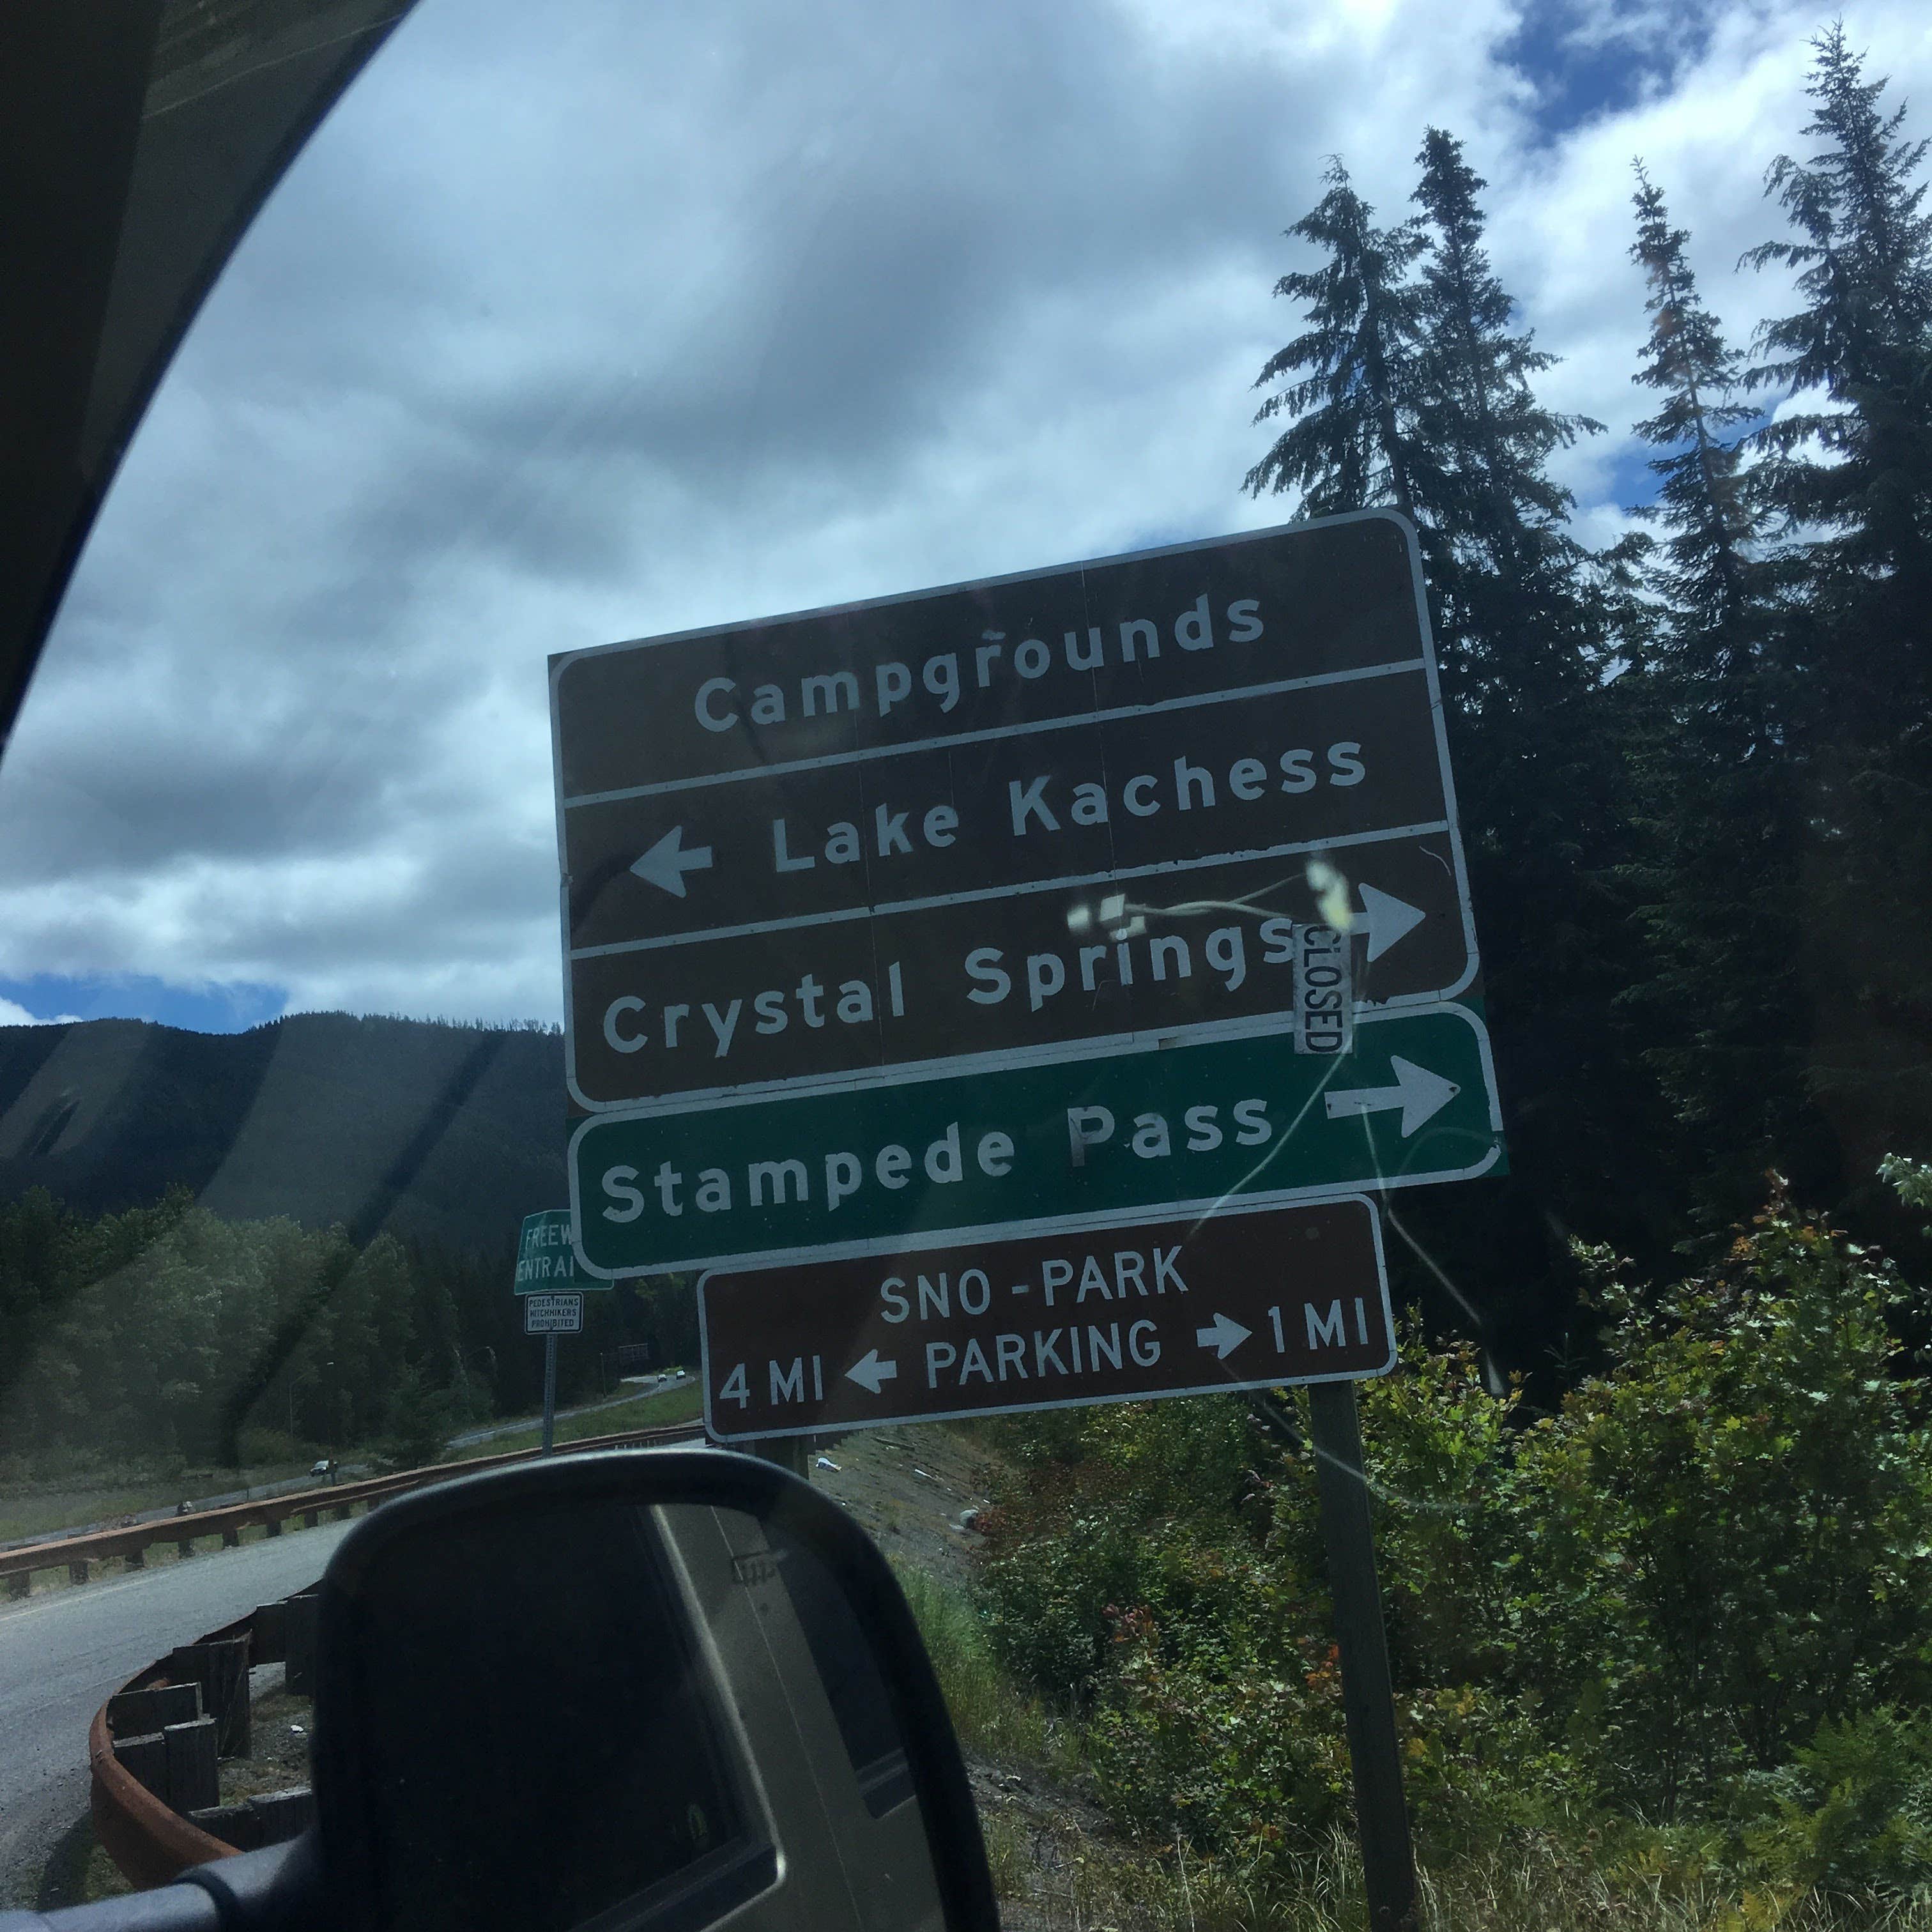 Campgrounds
← Lake Kachess
Crystal Springs →
CLOSED
Stampede Pass →
SNO-PARK
4 MI ← PARKING → 1 MI
PEDESTRIANS
HITCHHIKERS
PROHIBITED